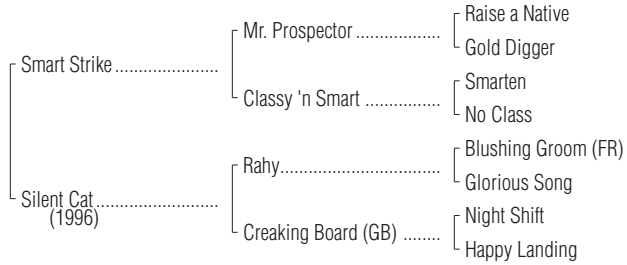 Raise a Native
Mr. Prospector ..................
Gold Digger
Smart Strike ......................
Smarten
Classy 'n Smart ................
No Class
Blushing Groom (FR)
Rahy.................................
Glorious Song
Silent Cat..........................
(1996)
Night Shift
Creaking Board (GB) ........
Happy Landing